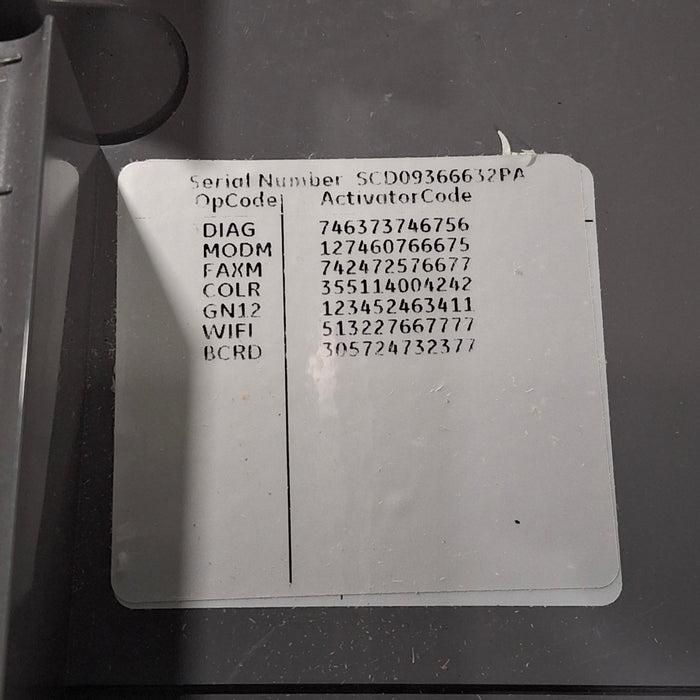 Serial Number SCD09366632PA
OpCode ActivatorCode
DIAG 746373746756
MODM 127460766675
FAXM 742472576677
COLR 355114004242
GN12 123452463411
WIFI 513227667777
BCRD 305724732377